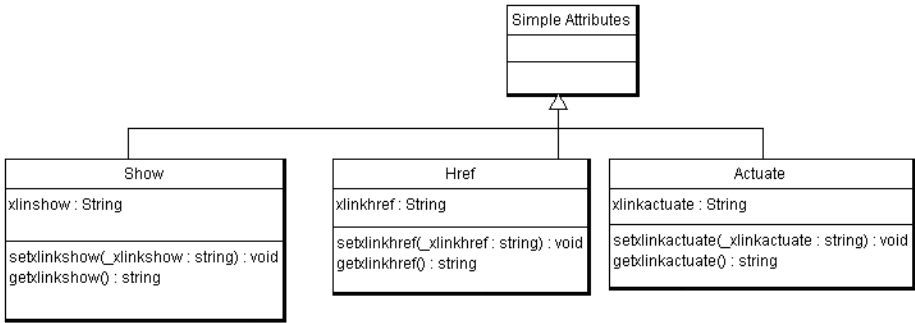 Simple Attributes
Show
xlinshow : String
setxlinkshow(_xlinkshow : string) : void
getxlinkshow() : string
Href
xlinkhref : String
setxlinkhref(_xlinkhref : string) : void
getxlinkhref() : string
Actuate
xlinkactuate : String
setxlinkactuate(_xlinkactuate : string) : void
getxlinkactuate() : string